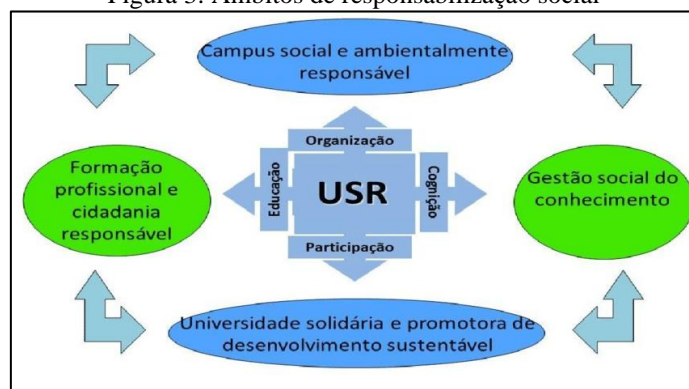 Figura 3: Âmbitos de responsabilização social
Campus social e ambientalmente
responsável
Organização
Formação
profissional e
cidadania
responsável
Educação
USR
Cognição
Gestão social do
conhecimento
Participação
Universidade solidária e promotora de
desenvolvimento sustentável